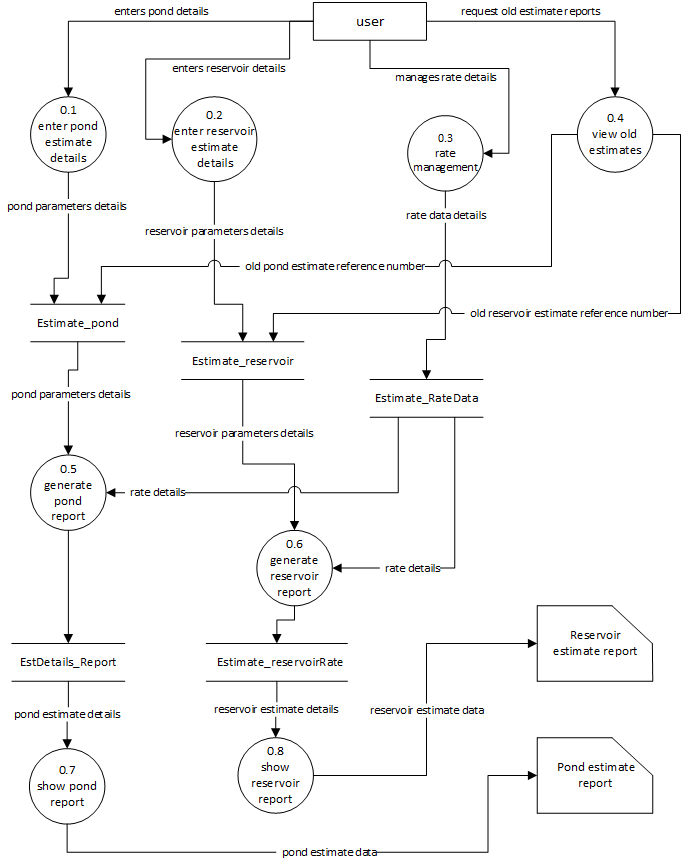 enters pond details
user
request old estimate reports
enters reservoir details
manages rate details
0.1
enter pond
estimate
details
0.2
enter reservoir
estimate
details
0.3
rate
management
0.4
view old
estimates
pond parameters details
reservoir parameters details
rate data details
old pond estimate reference number
old reservoir estimate reference number
Estimate_pond
Estimate_reservoir
Estimate_RateData
pond parameters details
reservoir parameters details
0.5
generate
pond
report
rate details
0.6
generate
reservoir
report
rate details
EstDetails_Report
Estimate_reservoirRate
Reservoir
estimate report
pond estimate details
reservoir estimate details
reservoir estimate data
0.7
show pond
report
0.8
show
reservoir
report
Pond estimate
report
pond estimate data